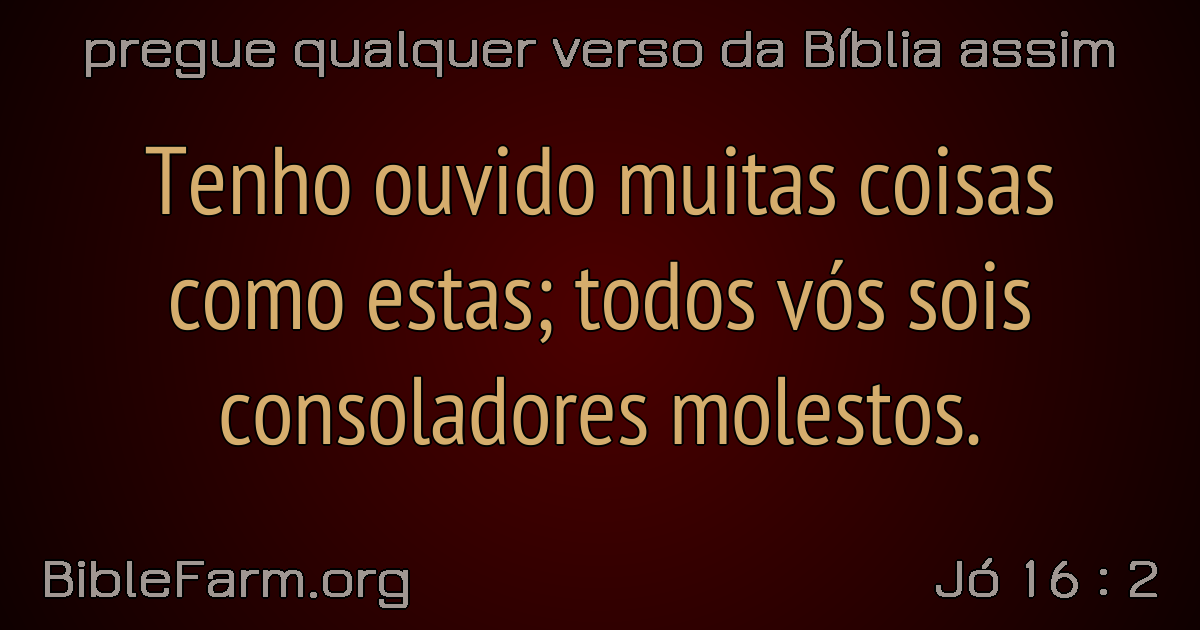 pregue qualquer verso da Bíblia assim
Tenho ouvido muitas coisas
como estas; todos vós sois
consoladores molestos.
BibleFarm.org
Jó 16 : 2